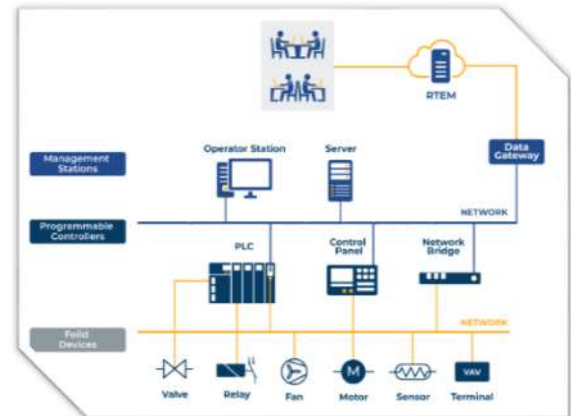 RTEM
Management
Stations
Operator Station
Server
Data
Gateway
NETWORK
Programmable
Controllers
PLC
Control
Panel
Network
Bridge
NETWORK
Feild
Devices
Valve
Relay
Fan
M
Motor
Sensor
VAV
Terminal